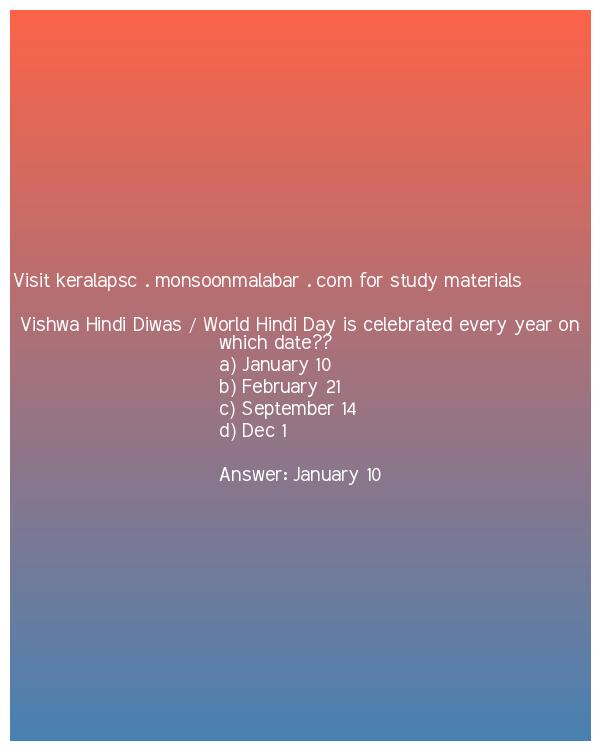 Visit keralapsc . monsoonmalabar . com for study materials
Vishwa Hindi Diwas / World Hindi Day is celebrated every year on
which date??
a) January 10
b) February 21
c) September 14
d) Dec 1
Answer: January 10